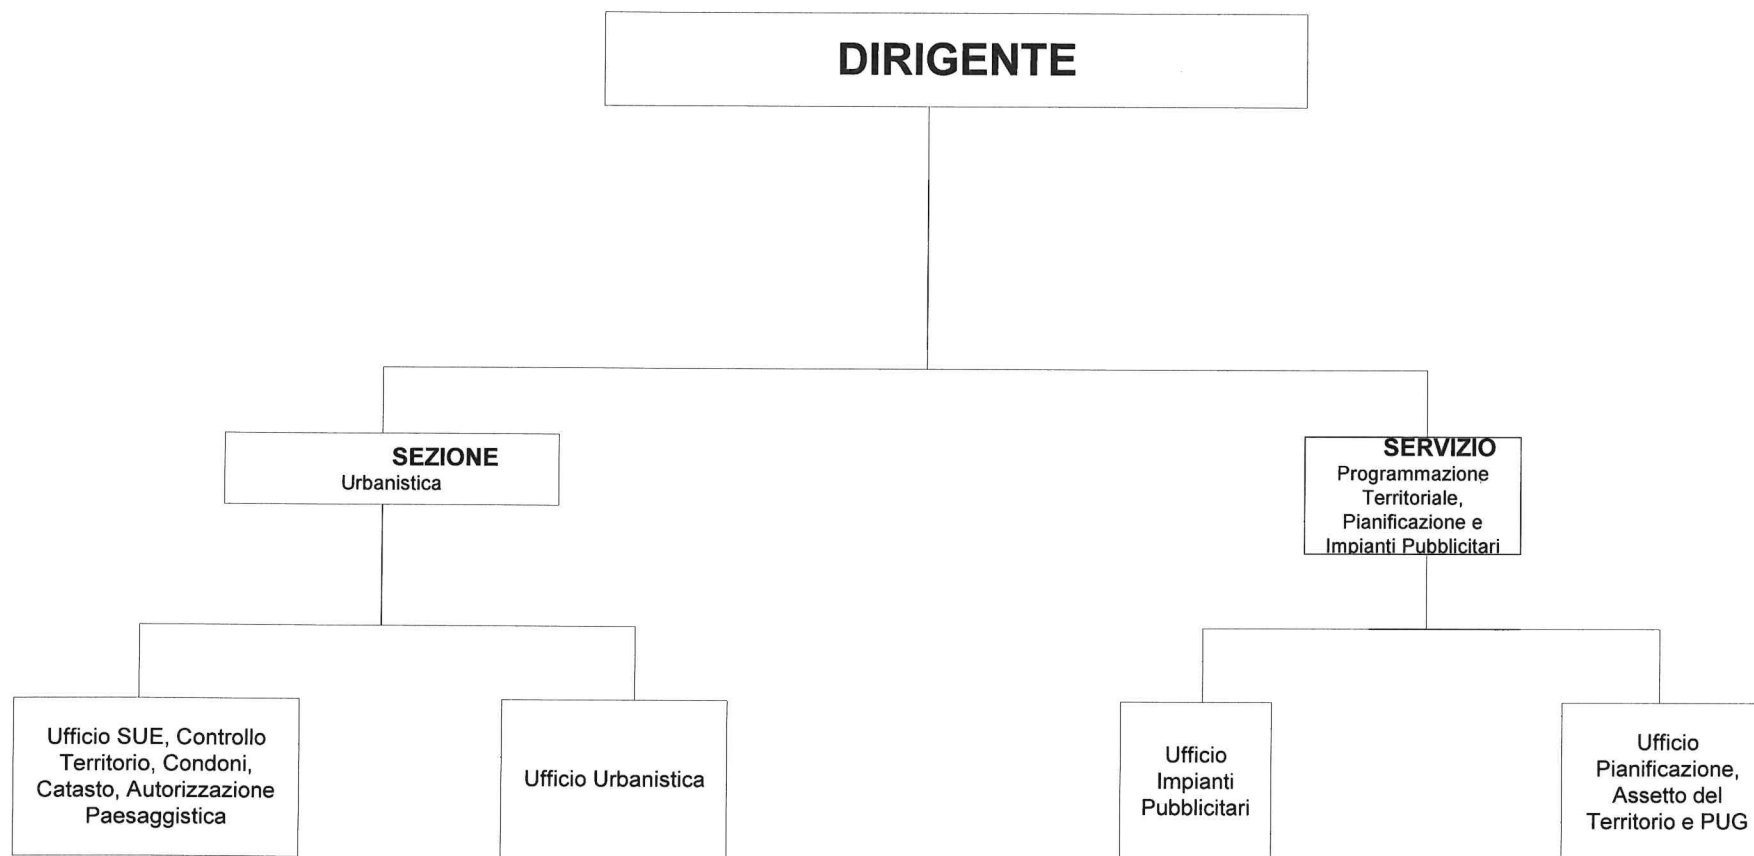 DIRIGENTE
SEZIONE
Urbanistica
SERVIZIO
Programmazione
Territoriale,
Pianificazione e
Impianti Pubblicitari
Ufficio SUE, Controllo
Territorio, Condoni,
Catasto, Autorizzazione
Paesaggistica
Ufficio Urbanistica
Ufficio
Impianti
Pubblicitari
Ufficio
Pianificazione,
Assetto del
Territorio e PUG